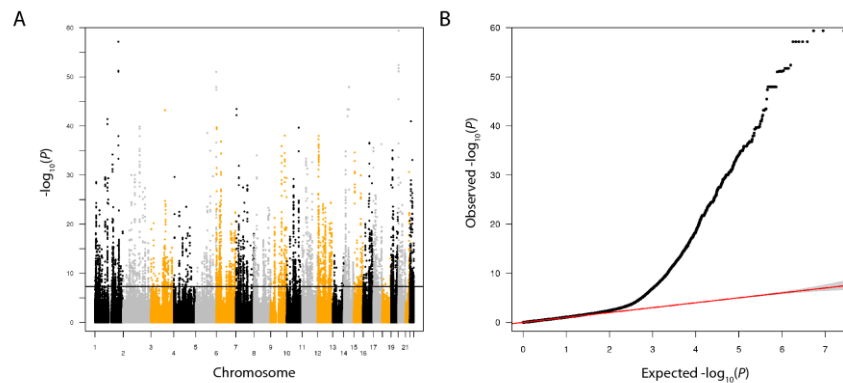 A
60
50
40
30
20
10
0
-log10(P)
1 2 3 4 5 6 7 8 9 10 11 12 13 14 15 16 17 19 21
Chromosome
B
60
50
40
30
20
10
0
Observed -log10(P)
0 1 2 3 4 5 6 7
Expected -log10(P)